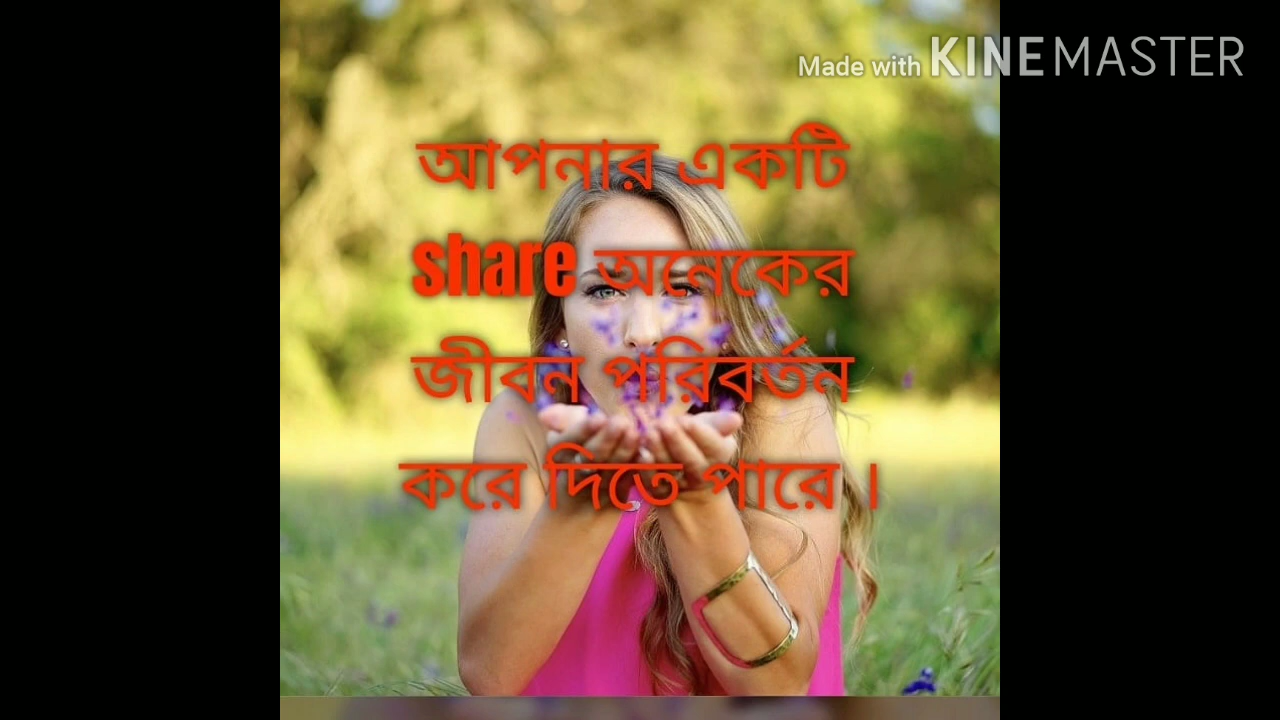 Made with KINEMASTER
আপনার একটি
share অনেকের
জীবন পরিবর্তন
করে দিতে পারে ।